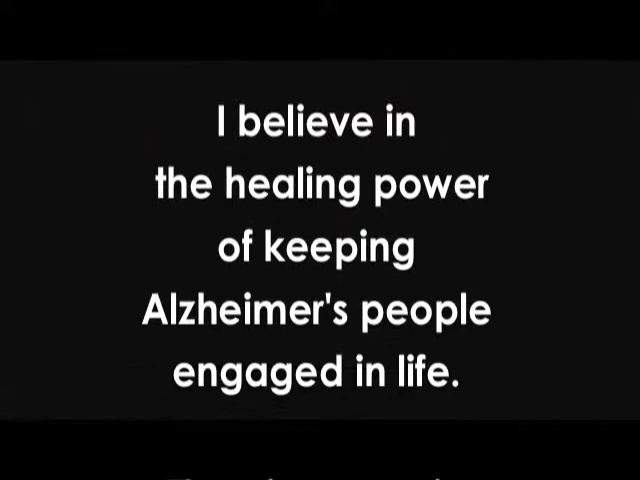 I believe in
the healing power
of keeping
Alzheimer's people
engaged in life.